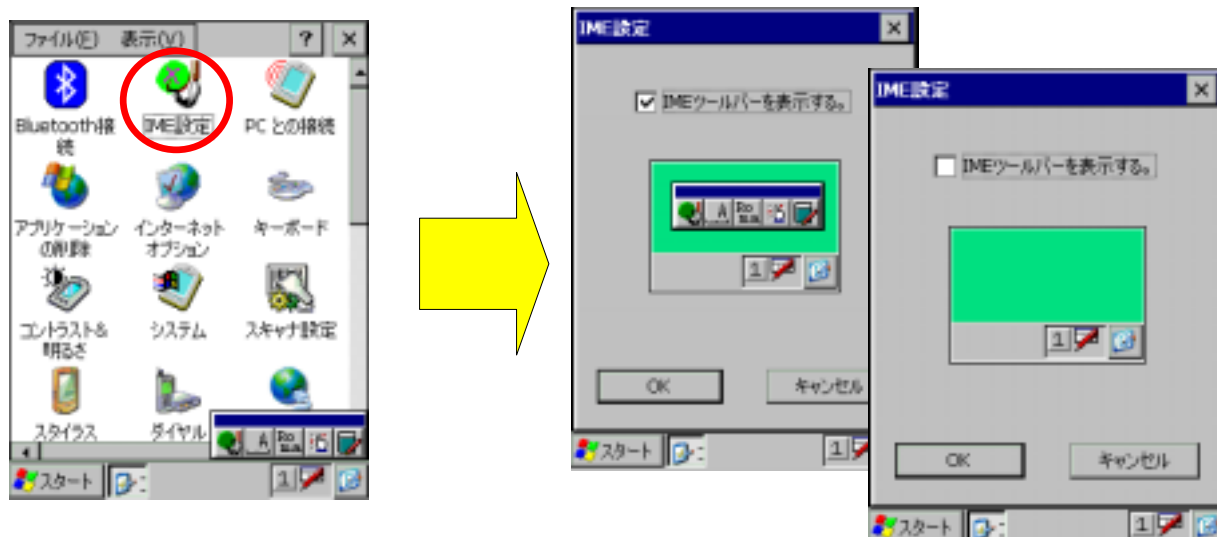 ファイル(F) 表示(V) ? ×
Bluetooth接
続
IME設定
PCとの接続
アプリケーション
の削除
インターネット
オプション
キーボード
コントラスト&
明るさ
システム
スキャナ設定
スタイラス
ダイヤル
A Ro
スタート
1
IME設定 ×
IMEツールバーを表示する。
A Ro
1
OK キャンセル
スタート
1
IME設定 ×
IMEツールバーを表示する。
1
OK キャンセル
スタート
1